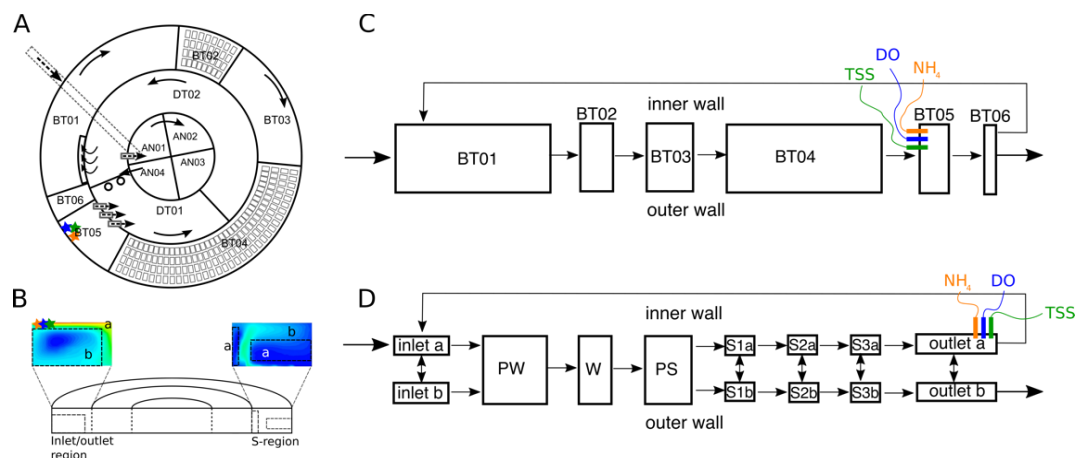 A
BT02
DT02
BT01
BT03
AN02
AN01
AN03
AN04
BT06
DT01
BT05
BT04
B
a
b
b
a
a
Inlet/outlet
region
S-region
C
DO
NH4
TSS
inner wall
BT05
BT06
BT02
BT01
BT03
BT04
outer wall
D
NH4
DO
TSS
inner wall
inlet a
S1a
S2a
S3a
outlet a
PW
W
PS
inlet b
S1b
S2b
S3b
outlet b
outer wall